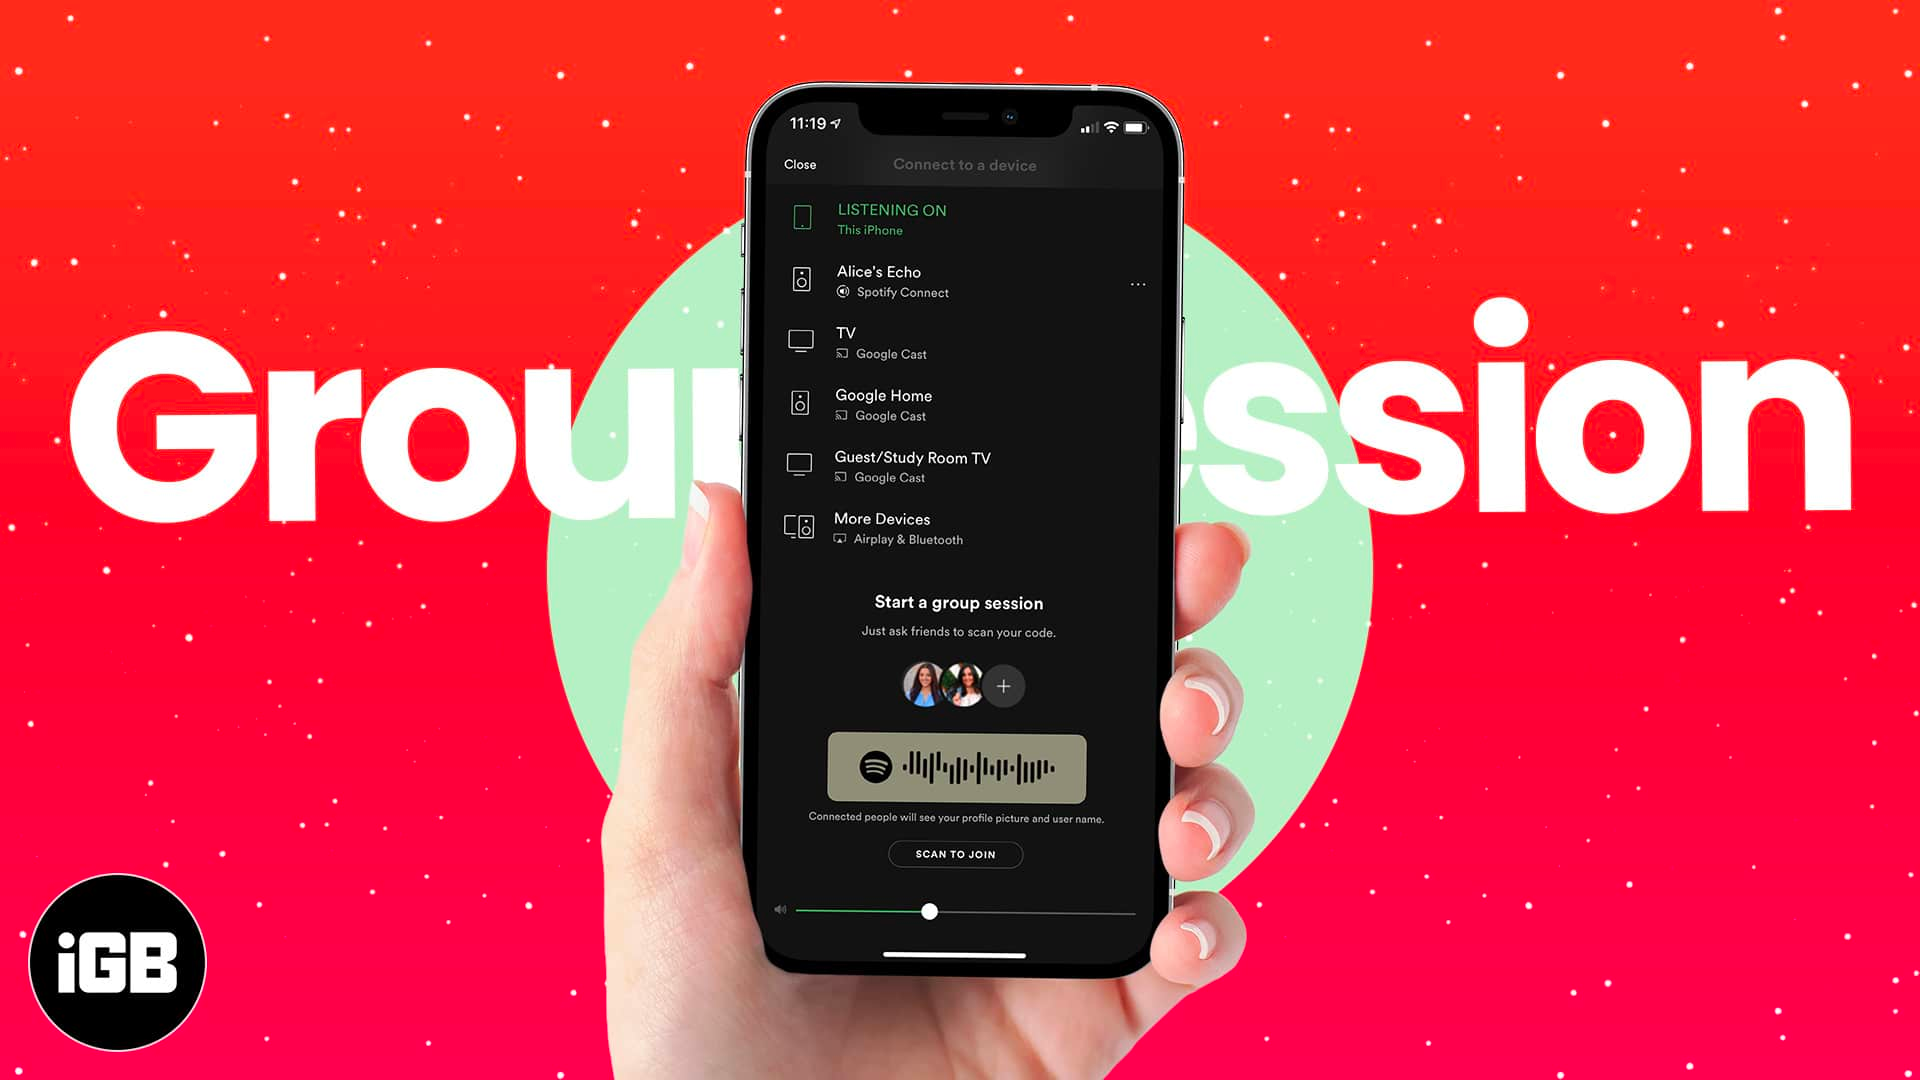 Grou ession
11:19
Close
Connect to a device
LISTENING ON
This iPhone
Alice's Echo
Spotify Connect
TV
Google Cast
Google Home
Google Cast
Guest/Study Room TV
Google Cast
More Devices
Airplay & Bluetooth
Start a group session
Just ask friends to scan your code.
Connected people will see your profile picture and user name.
SCAN TO JOIN
iGB